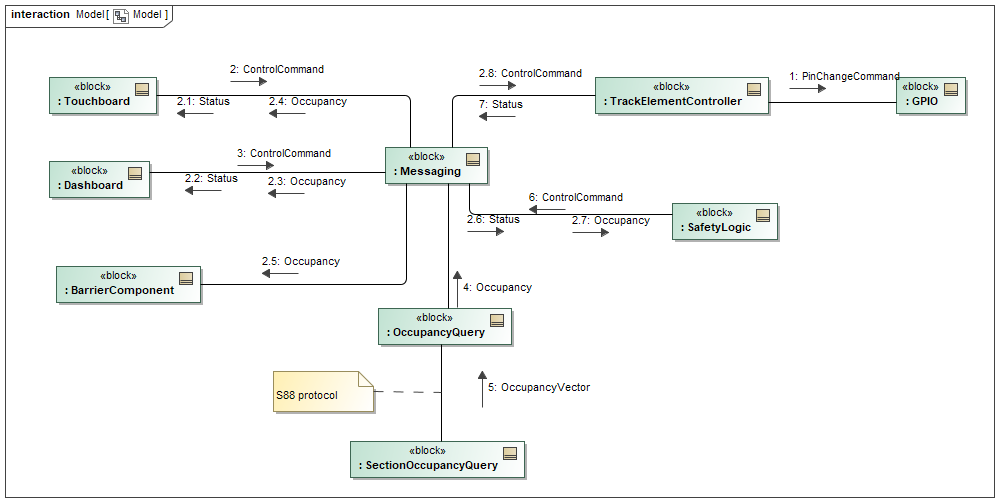 interaction Model[ Model ]
2: ControlCommand
2.8: ControlCommand
1: PinChangeCommand
«block»
: Touchboard
2.1: Status
2.4: Occupancy
7: Status
«block»
: TrackElementController
«block»
: GPIO
3: ControlCommand
«block»
: Messaging
«block»
: Dashboard
2.2: Status
2.3: Occupancy
6: ControlCommand
2.6: Status
2.7: Occupancy
«block»
: SafetyLogic
2.5: Occupancy
«block»
: BarrierComponent
4: Occupancy
«block»
: OccupancyQuery
S88 protocol
5: OccupancyVector
«block»
: SectionOccupancyQuery